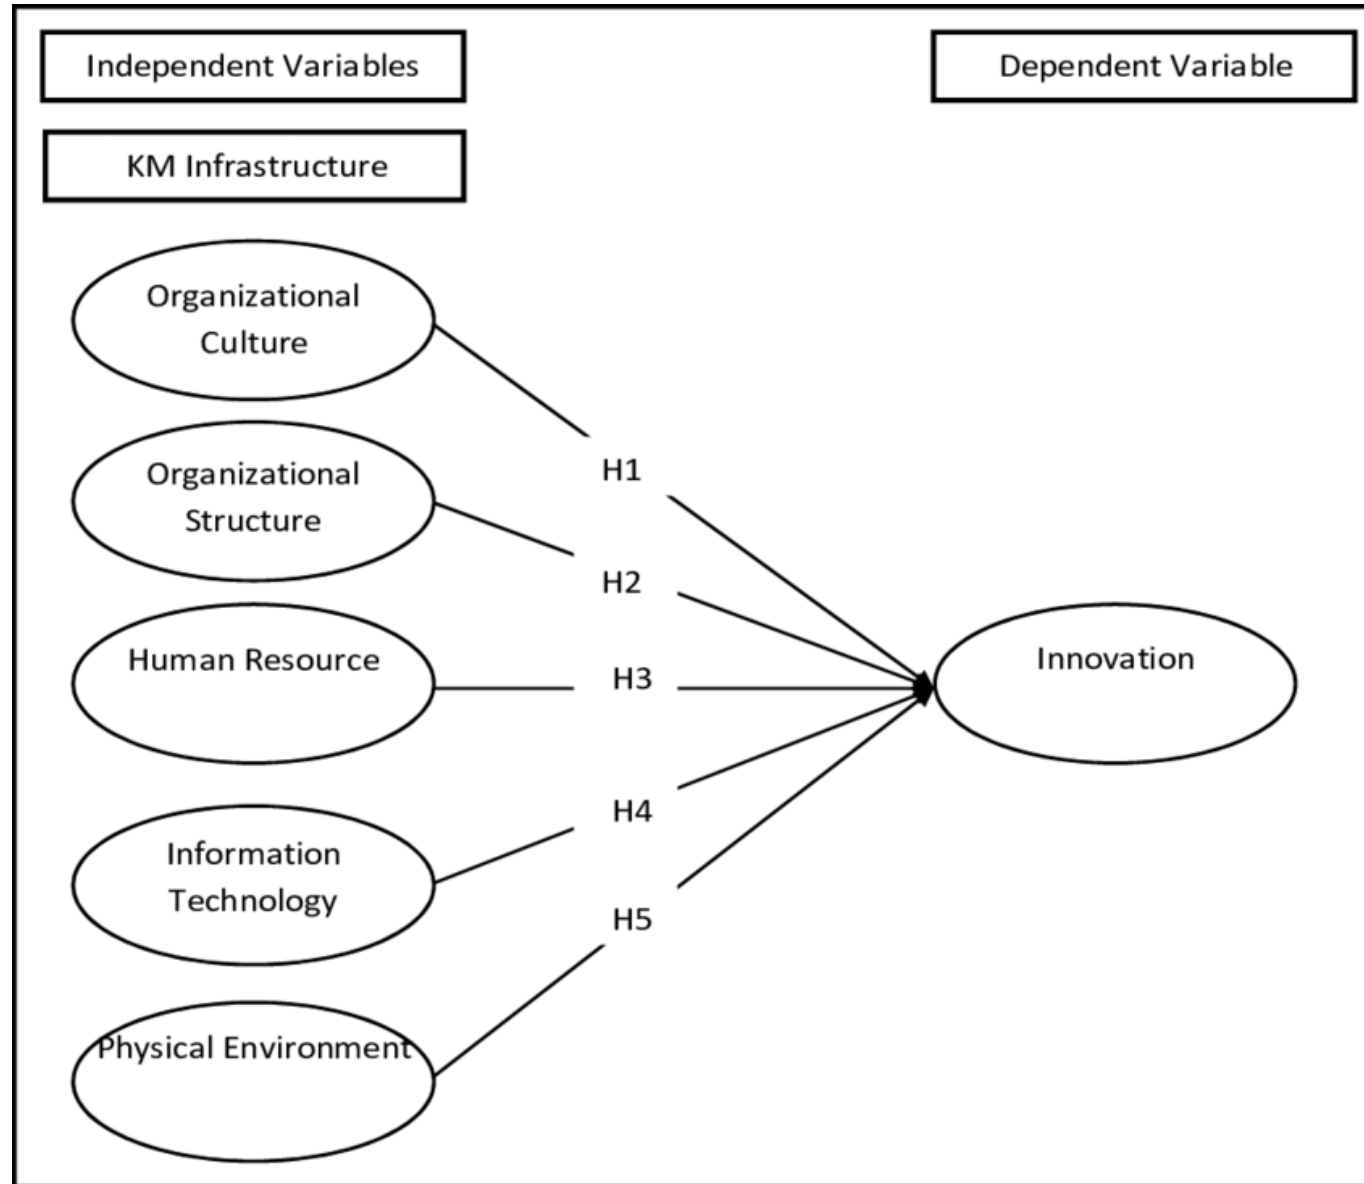 Independent Variables
Dependent Variable
KM Infrastructure
Organizational
Culture
H1
Organizational
Structure
H2
Human Resource
H3
Innovation
Information
Technology
H4
H5
Physical Environment